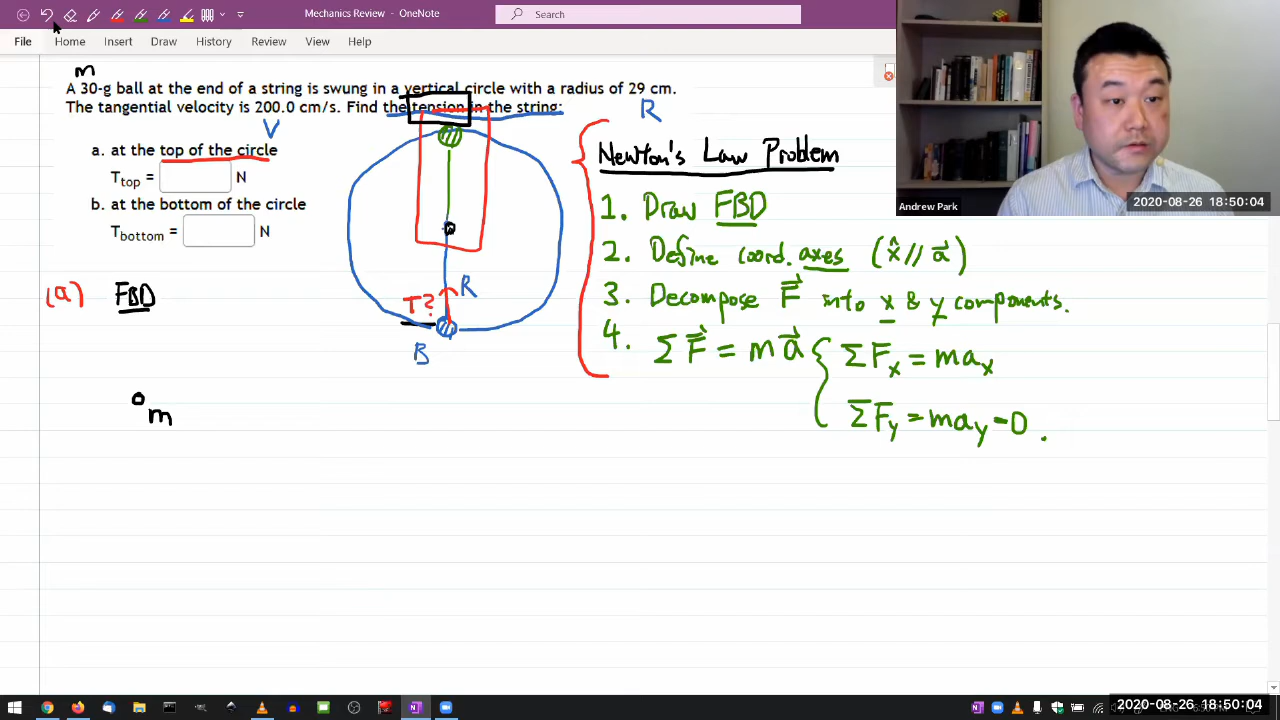 Mechanics Review - OneNote
Search
File Home Insert Draw History Review View Help
m
A 30-g ball at the end of a string is swung in a vertical circle with a radius of 29 cm.
The tangential velocity is 200.0 cm/s. Find the tension in the string:
V
R
a. at the top of the circle
Ttop = N
b. at the bottom of the circle
Tbottom = N
T?
R
B
Newton's Law Problem
1. Draw FBD
2. Define coord. axes (x̂ // a⃗)
3. Decompose F⃗ into x & y components.
4. ΣF⃗ = ma⃗ { ΣFx = max
ΣFy = may = 0.
(a) FBD
m
Andrew Park
2020-08-26 18:50:04
2020-08-26 18:50:04